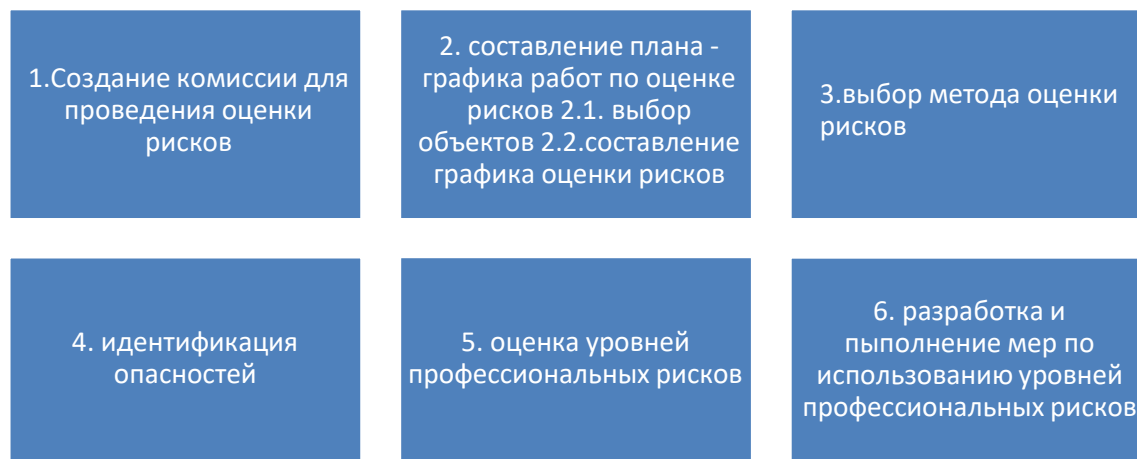 1.Создание комиссии для
проведения оценки
рисков
2. составление плана -
графика работ по оценке
рисков 2.1. выбор
объектов 2.2.составление
графика оценки рисков
3.выбор метода оценки
рисков
4. идентификация
опасностей
5. оценка уровней
профессиональных рисков
6. разработка и
пыполнение мер по
использованию уровней
профессиональных рисков